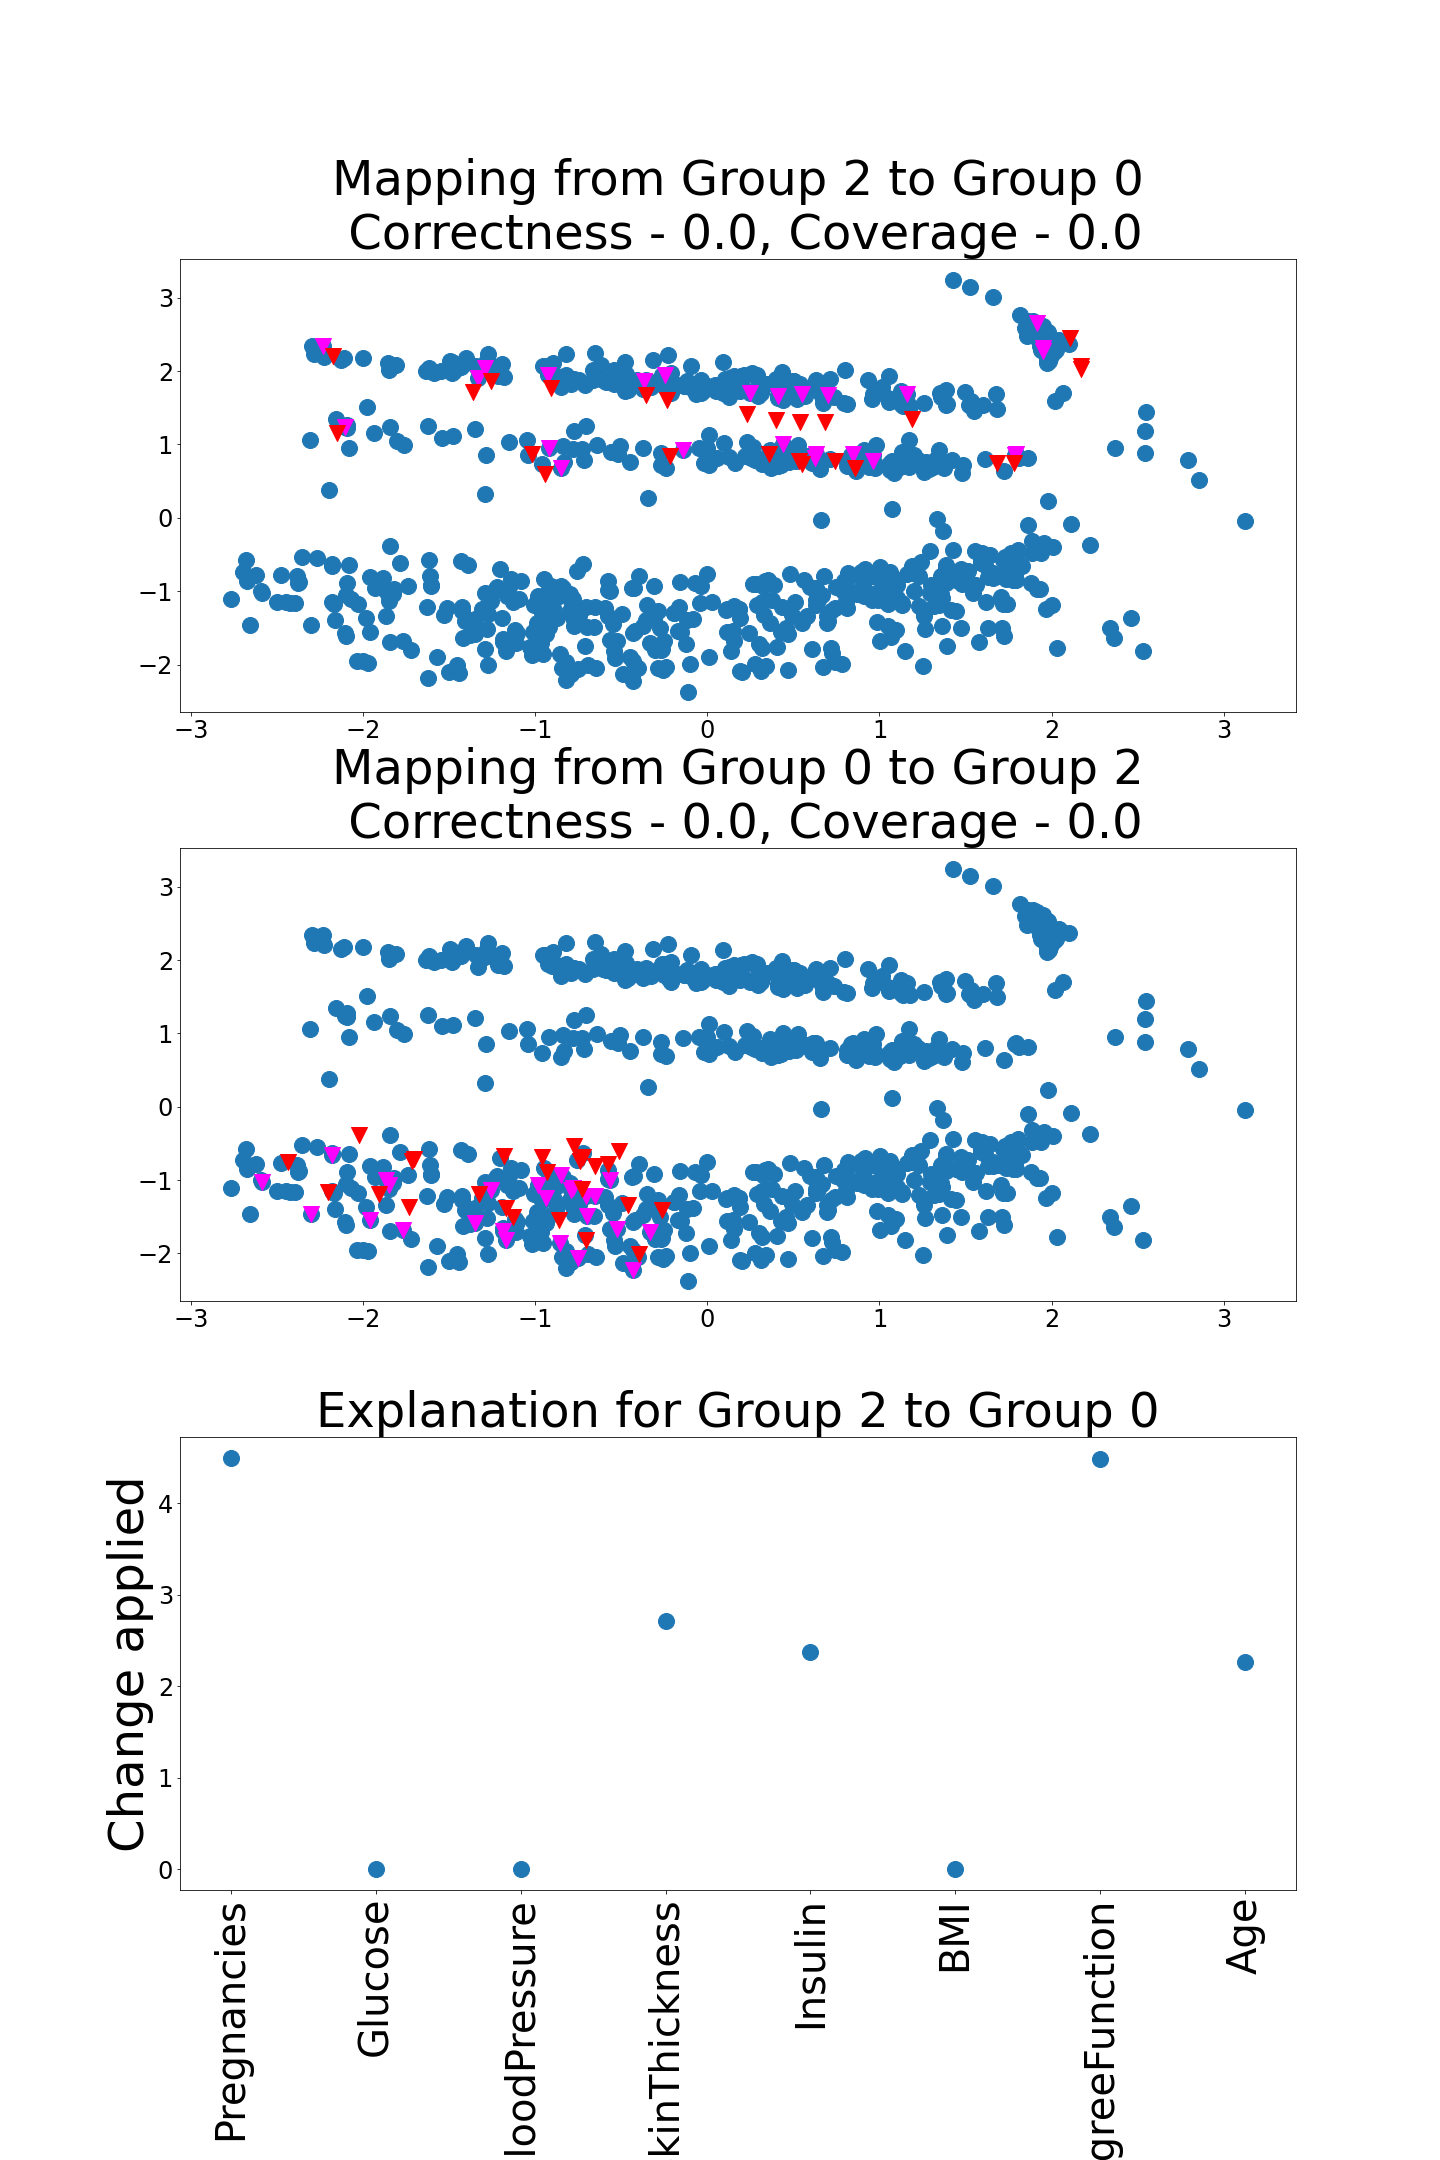 Mapping from Group 2 to Group 0
Correctness - 0.0, Coverage - 0.0
3
2
1
0
−1
−2
−3 −2 −1 0 1 2 3
Mapping from Group 0 to Group 2
Correctness - 0.0, Coverage - 0.0
3
2
1
0
−1
−2
−3 −2 −1 0 1 2 3
Explanation for Group 2 to Group 0
Change applied
4
3
2
1
0
Pregnancies
Glucose
loodPressure
kinThickness
Insulin
BMI
greeFunction
Age